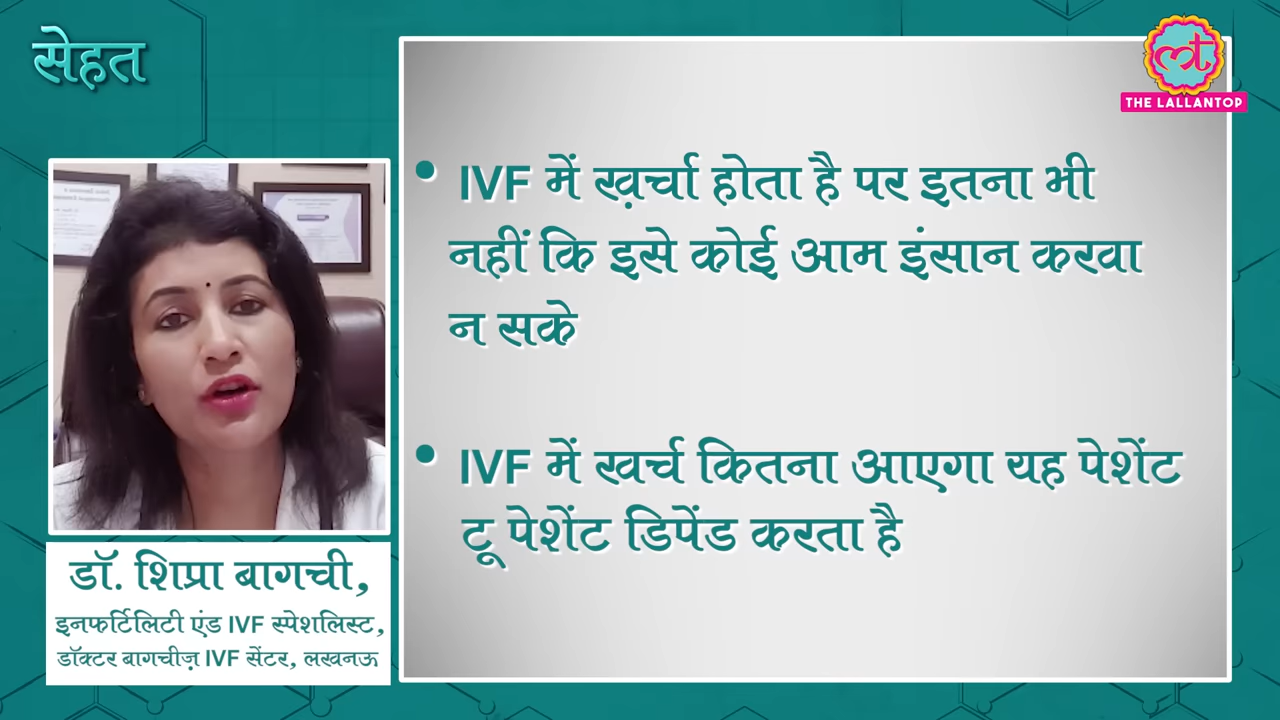 सेहत
THE LALLANTOP
• IVF में ख़र्चा होता है पर इतना भी
नहीं कि इसे कोई आम इंसान करवा
न सके
• IVF में खर्च कितना आएगा यह पेशेंट
टू पेशेंट डिपेंड करता है
डॉ. शिप्रा बागची,
इनफर्टिलिटी एंड IVF स्पेशलिस्ट,
डॉक्टर बागचीज़ IVF सेंटर, लखनऊ